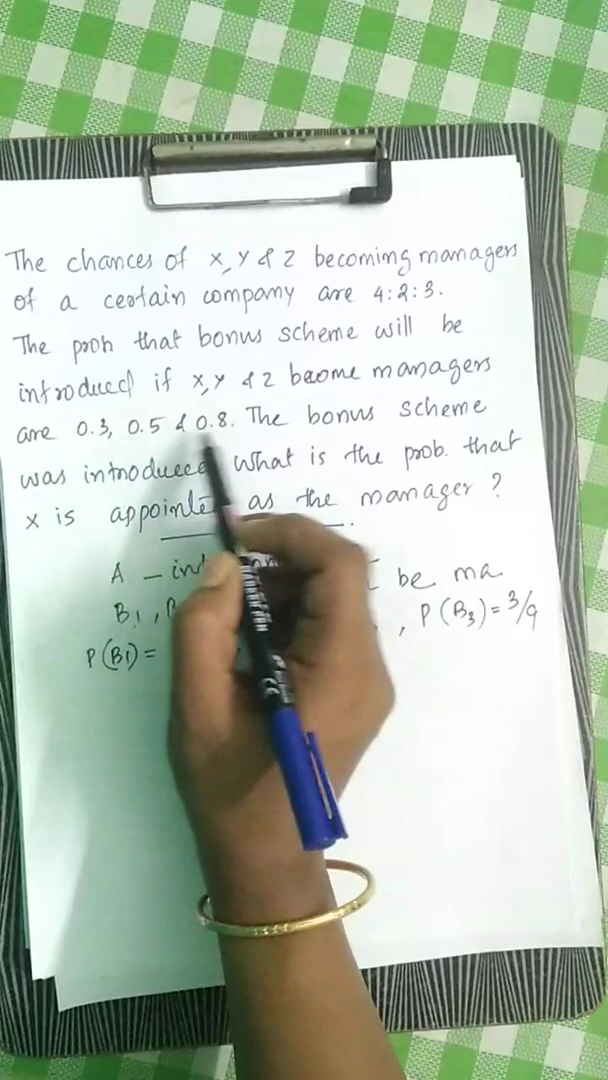 The chances of x, y & z becoming managers
of a certain company are 4:2:3.
The proh that bonus scheme will be
introduced if x, y & z become managers
are 0.3, 0.5 & 0.8. The bonus scheme
was introduced what is the prob. that
x is appointed as the manager ?
A – be ma
B1 , P(B3) = 3/9
P(B1) =